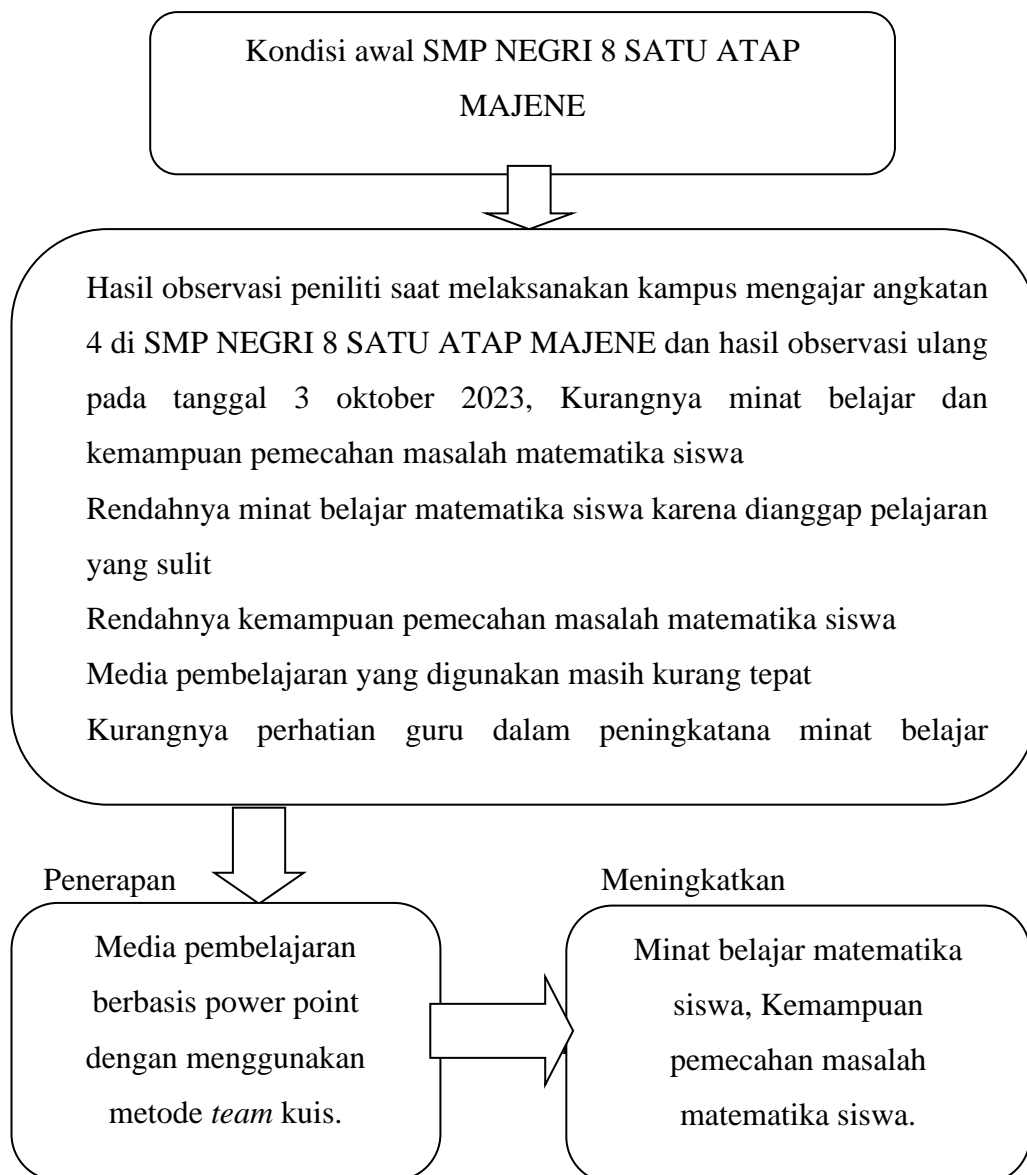 Kondisi awal SMP NEGRI 8 SATU ATAP
MAJENE
Hasil observasi peniliti saat melaksanakan kampus mengajar angkatan
4 di SMP NEGRI 8 SATU ATAP MAJENE dan hasil observasi ulang
pada tanggal 3 oktober 2023, Kurangnya minat belajar dan
kemampuan pemecahan masalah matematika siswa
Rendahnya minat belajar matematika siswa karena dianggap pelajaran
yang sulit
Rendahnya kemampuan pemecahan masalah matematika siswa
Media pembelajaran yang digunakan masih kurang tepat
Kurangnya perhatian guru dalam peningkatana minat belajar
Penerapan
Media pembelajaran
berbasis power point
dengan menggunakan
metode team kuis.
Meningkatkan
Minat belajar matematika
siswa, Kemampuan
pemecahan masalah
matematika siswa.